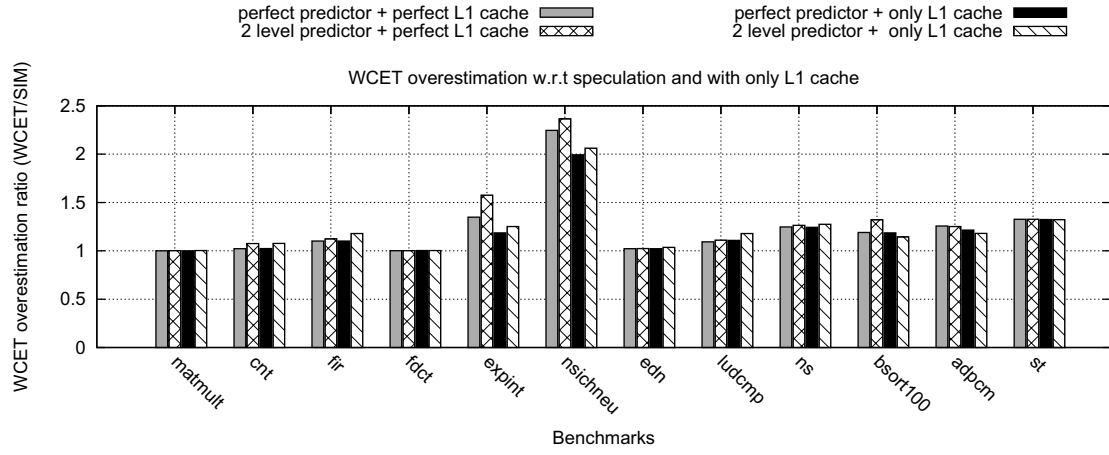 perfect predictor + perfect L1 cache
2 level predictor + perfect L1 cache
perfect predictor + only L1 cache
2 level predictor +  only L1 cache
WCET overestimation w.r.t speculation and with only L1 cache
WCET overestimation ratio (WCET/SIM)
2.5
2
1.5
1
0.5
0
matmult
cnt
fir
fdct
expint
nsichneu
edn
ludcmp
ns
bsort100
adpcm
st
Benchmarks